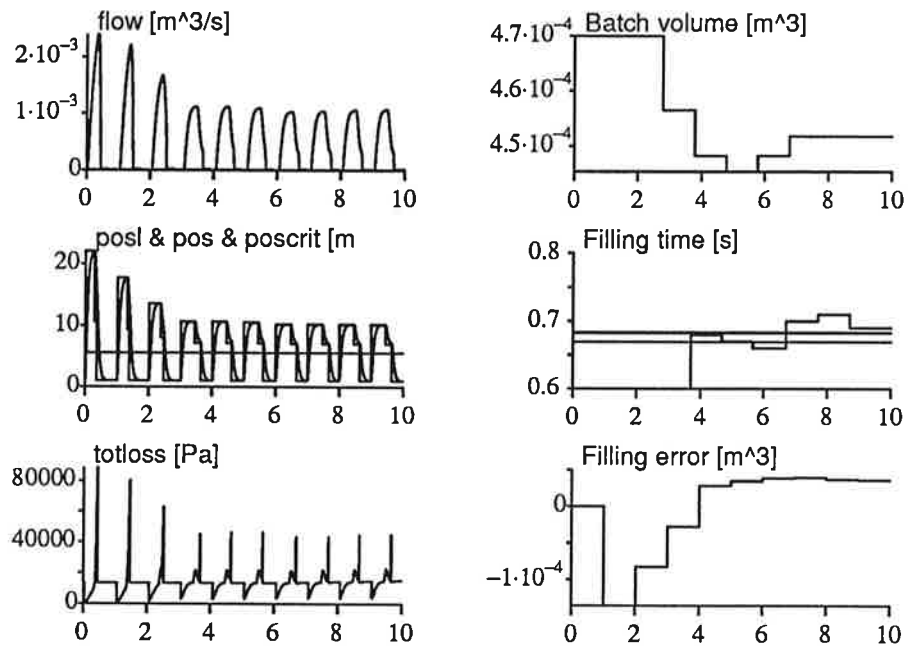 flow [m^3/s]
2·10⁻³
1·10⁻³
0
0 2 4 6 8 10
Batch volume [m^3]
4.7·10⁻⁴
4.6·10⁻⁴
4.5·10⁻⁴
0 2 4 6 8 10
posl & pos & poscrit [m
20
10
0
0 2 4 6 8 10
Filling time [s]
0.8
0.7
0.6
0 2 4 6 8 10
totloss [Pa]
80000
40000
0
0 2 4 6 8 10
Filling error [m^3]
0
−1·10⁻⁴
0 2 4 6 8 10